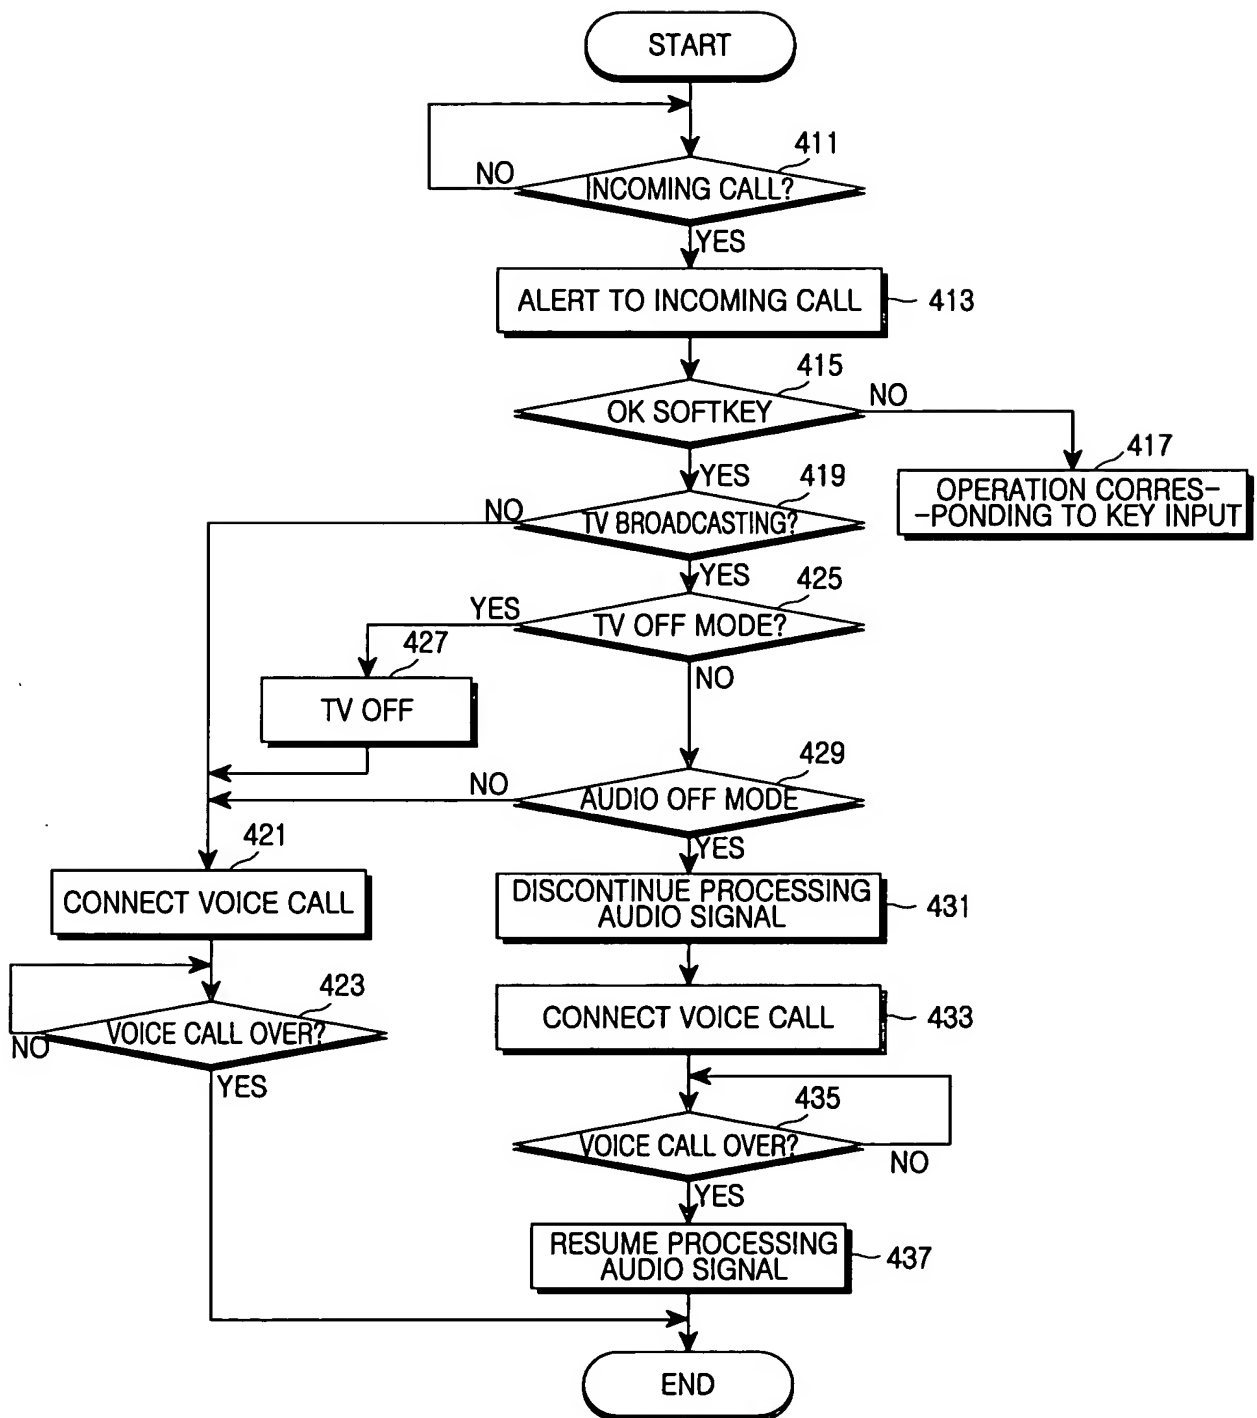 START
411
NO
INCOMING CALL?
YES
ALERT TO INCOMING CALL
413
415
OK SOFTKEY
NO
YES
417
OPERATION CORRES-
-PONDING TO KEY INPUT
419
NO
TV BROADCASTING?
YES
425
YES
TV OFF MODE?
427
NO
TV OFF
429
NO
AUDIO OFF MODE
YES
421
CONNECT VOICE CALL
DISCONTINUE PROCESSING
AUDIO SIGNAL
431
423
VOICE CALL OVER?
NO
YES
CONNECT VOICE CALL
433
435
VOICE CALL OVER?
NO
YES
RESUME PROCESSING
AUDIO SIGNAL
437
END